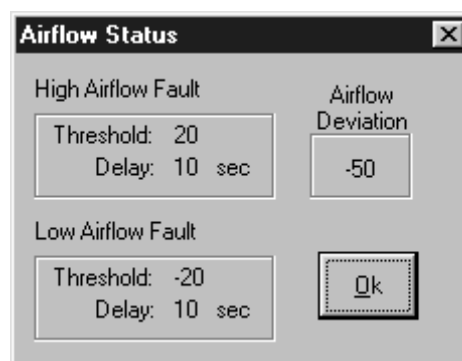 Airflow Status
High Airflow Fault
Threshold: 20
Delay: 10 sec
Airflow
Deviation
-50
Low Airflow Fault
Threshold: -20
Delay: 10 sec
Ok